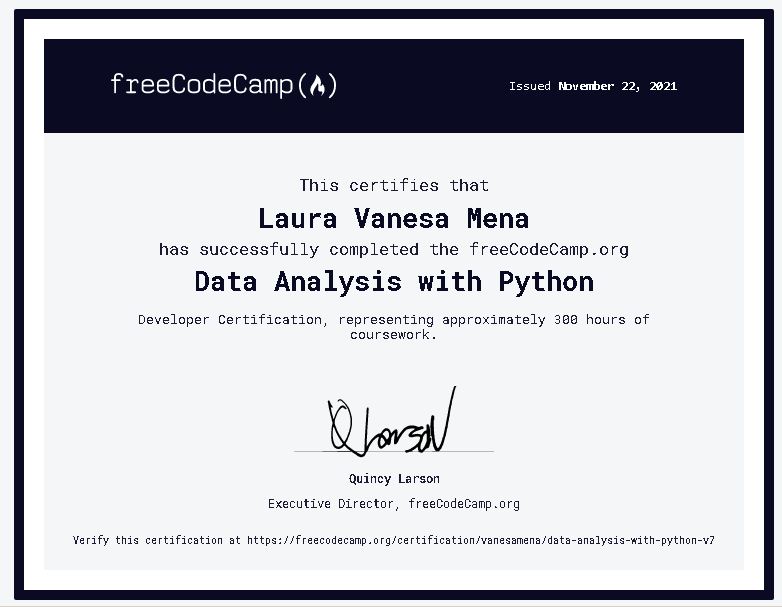 freeCodeCamp
Issued November 22, 2021
This certifies that
Laura Vanesa Mena
has successfully completed the freeCodeCamp.org
Data Analysis with Python
Developer Certification, representing approximately 300 hours of
coursework.
QLarson
Quincy Larson
Executive Director, freeCodeCamp.org
Verify this certification at https://freecodecamp.org/certification/vanesamena/data-analysis-with-python-v7